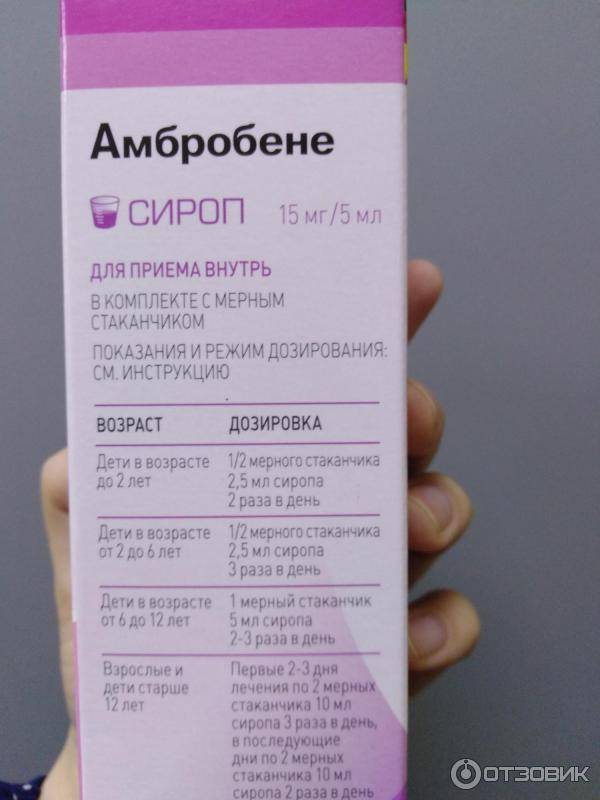 Амбробене
СИРОП 15 мг/5 мл
ДЛЯ ПРИЕМА ВНУТРЬ
В КОМПЛЕКТЕ С МЕРНЫМ
СТАКАНЧИКОМ
ПОКАЗАНИЯ И РЕЖИМ ДОЗИРОВАНИЯ:
СМ. ИНСТРУКЦИЮ
ВОЗРАСТ ДОЗИРОВКА
Дети в возрасте 1/2 мерного стаканчика
до 2 лет 2,5 мл сиропа
2 раза в день
Дети в возрасте 1/2 мерного стаканчика
от 2 до 6 лет 2,5 мл сиропа
3 раза в день
Дети в возрасте 1 мерный стаканчик
от 6 до 12 лет 5 мл сиропа
2-3 раза в день
Взрослые и Первые 2-3 дня
дети старше лечения по 2 мерных
12 лет стаканчика 10 мл
сиропа 3 раза в день,
в последующие
дни по 2 мерных
стаканчика 10 мл
сиропа 2 раза в день
ОТЗОВИК